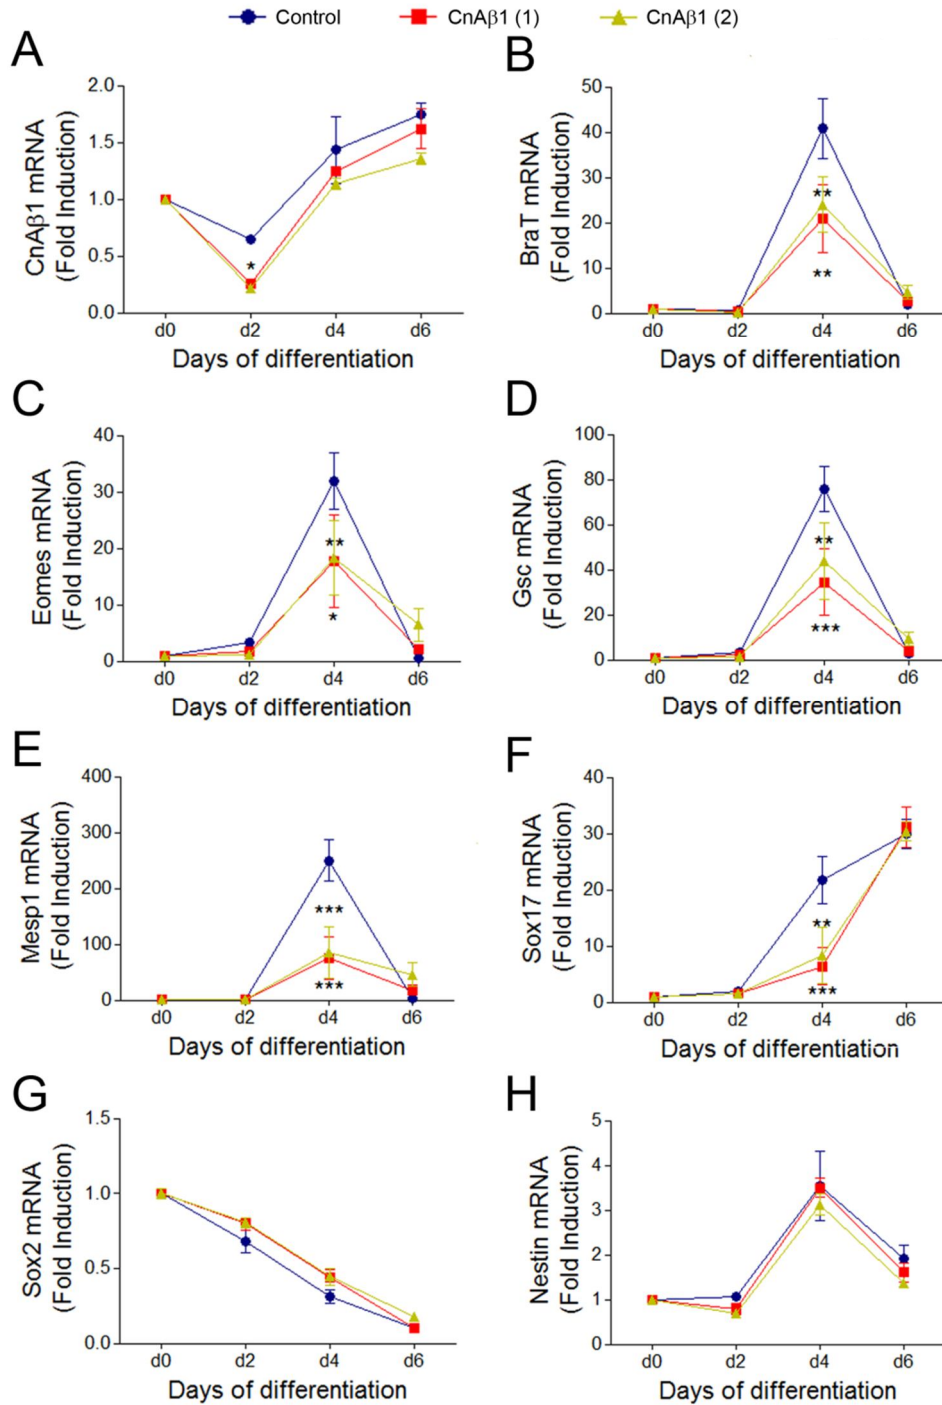 Control CnAβ1 (1) CnAβ1 (2)
A
CnAβ1 mRNA
(Fold Induction)
2.0
1.5
1.0
0.5
0.0
*
d0 d2 d4 d6
Days of differentiation
B
BraT mRNA
(Fold Induction)
50
40
30
20
10
0
**
**
d0 d2 d4 d6
Days of differentiation
C
Eomes mRNA
(Fold Induction)
40
30
20
10
0
**
*
d0 d2 d4 d6
Days of differentiation
D
Gsc mRNA
(Fold Induction)
100
80
60
40
20
0
**
***
d0 d2 d4 d6
Days of differentiation
E
Mesp1 mRNA
(Fold Induction)
400
300
200
100
0
***
***
d0 d2 d4 d6
Days of differentiation
F
Sox17 mRNA
(Fold Induction)
40
30
20
10
0
**
***
d0 d2 d4 d6
Days of differentiation
G
Sox2 mRNA
(Fold Induction)
1.5
1.0
0.5
0.0
d0 d2 d4 d6
Days of differentiation
H
Nestin mRNA
(Fold Induction)
5
4
3
2
1
0
d0 d2 d4 d6
Days of differentiation